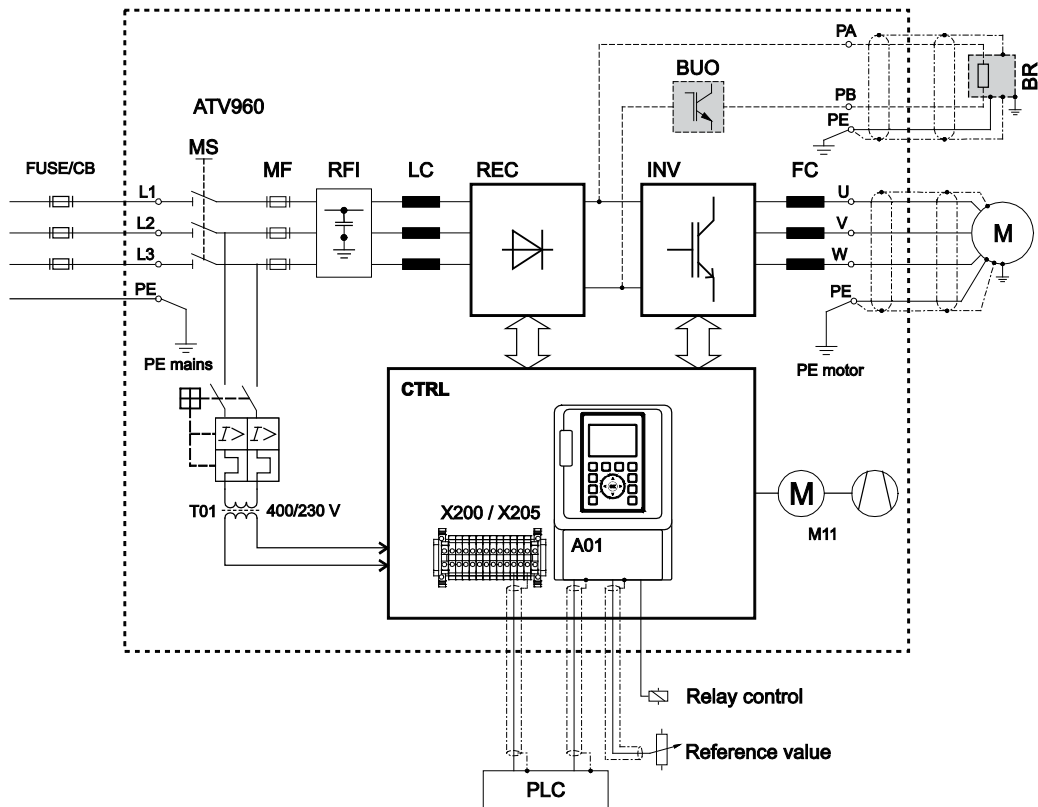 PA
BUO
BR
ATV960
PB
PE
MS
FUSE/CB
MF
RFI
LC
REC
INV
FC
L1
U
L2
V
M
L3
W
PE
PE
PE mains
PE motor
CTRL
I>
I>
T01
400/230 V
X200 / X205
A01
M
M11
Relay control
Reference value
PLC